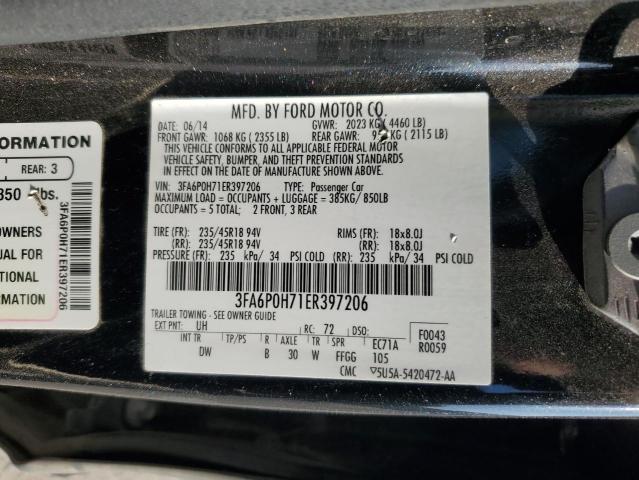 MFD. BY FORD MOTOR CO.
DATE: 06/14 GVWR: 2023 KG( 4460 LB)
FRONT GAWR: 1068 KG ( 2355 LB) REAR GAWR: KG ( 2115 LB)
THIS VEHICLE CONFORMS TO ALL APPLICABLE FEDERAL MOTOR
VEHICLE SAFETY, BUMPER, AND THEFT PREVENTION STANDARDS
IN EFFECT ON THE DATE OF MANUFACTURE SHOWN ABOVE.
VIN: 3FA6P0H71ER397206 TYPE: Passenger Car
MAXIMUM LOAD = OCCUPANTS + LUGGAGE = 385KG/850LB
OCCUPANTS = 5 TOTAL: 2 FRONT, 3 REAR
TIRE (FR): 235/45R18 94V RIMS (FR): 18x8.0J
(RR): 235/45R18 94V (RR): 18x8.0J
PRESSURE (FR): 235 kPa/ 34 PSI COLD (RR): 235 kPa/ 34 PSI COLD
3FA6P0H71ER397206
TRAILER TOWING - SEE OWNER GUIDE
EXT PNT: UH RC: 72 F0043
INT TR TP/PS R AXLE TR SPR EC71A R0059
DW B 30 W FFGG 105
CMC 5U5A-5420472-AA
FORMATION
REAR: 3
850 lbs.
OWNERS
UAL FOR
TIONAL
MATION
3FA6P0H71ER397206